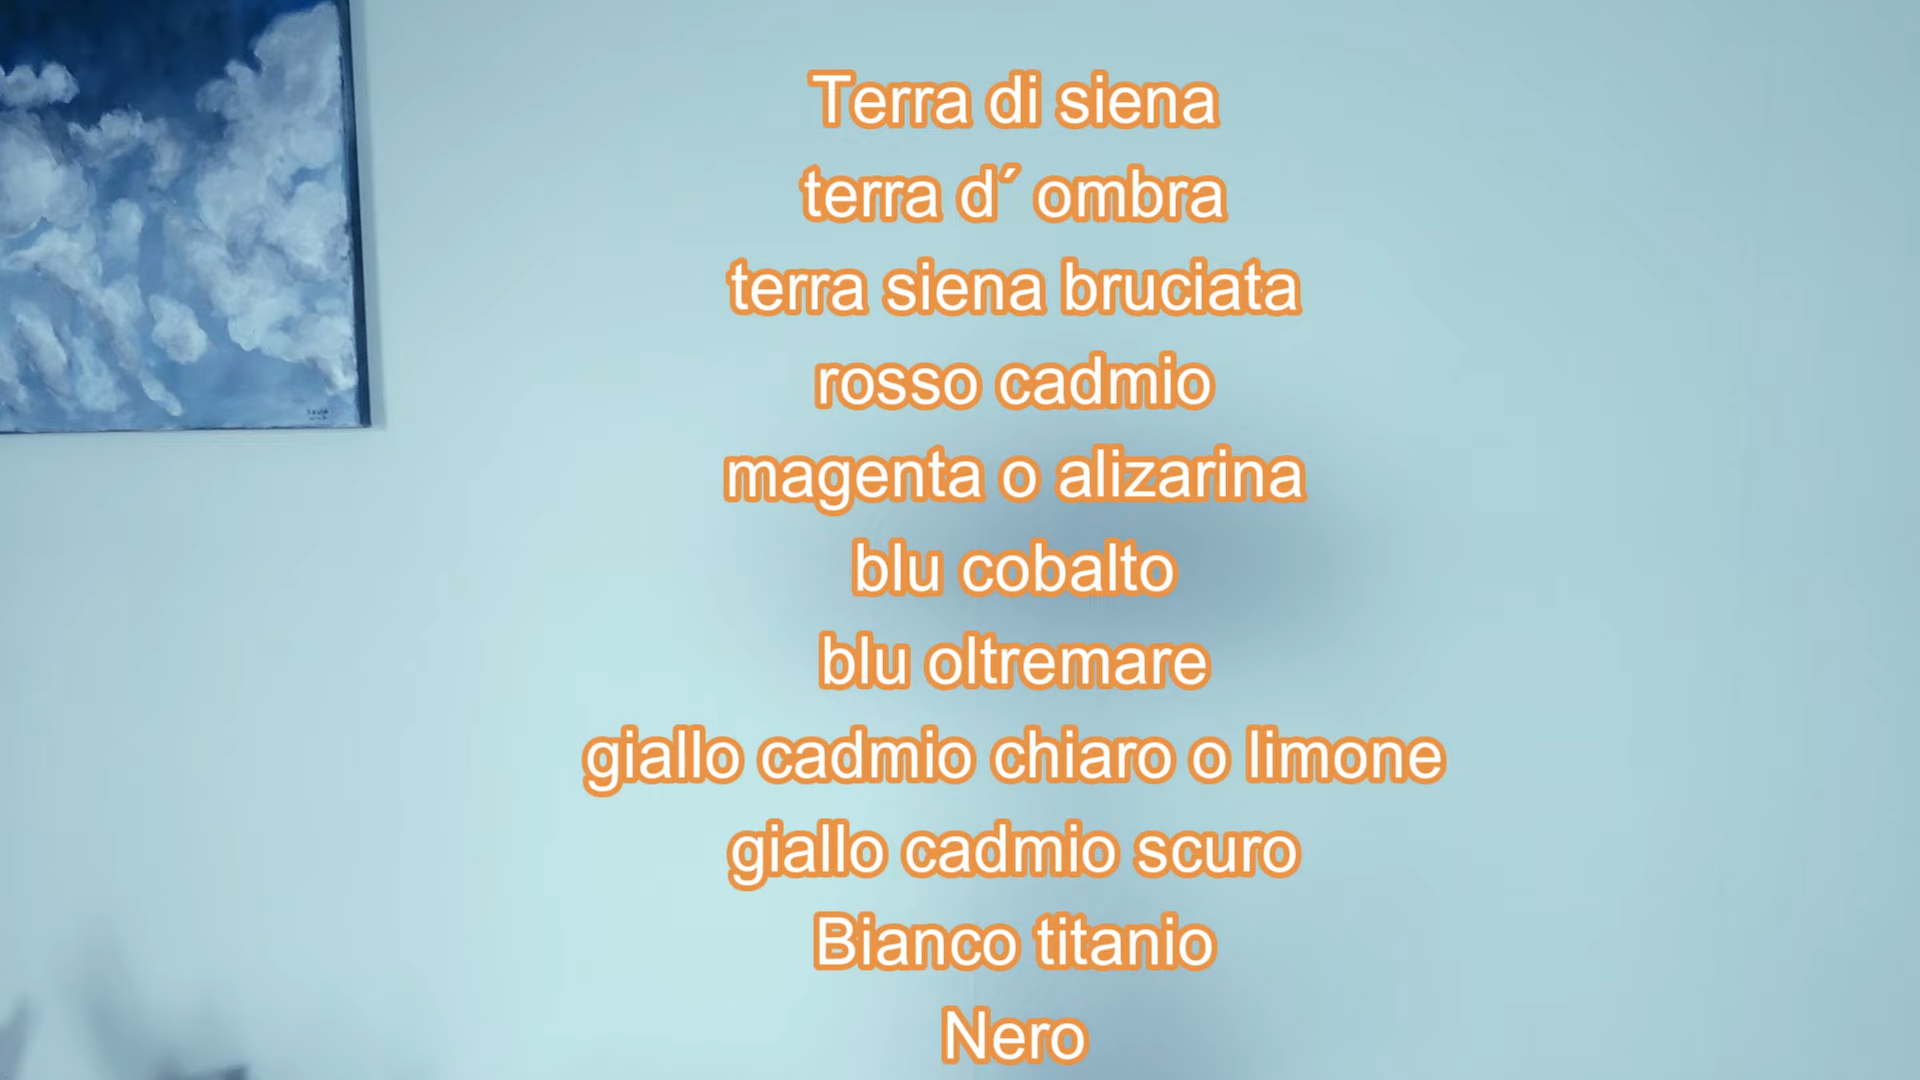 Terra di siena
terra d´ ombra
terra siena bruciata
rosso cadmio
magenta o alizarina
blu cobalto
blu oltremare
giallo cadmio chiaro o limone
giallo cadmio scuro
Bianco titanio
Nero